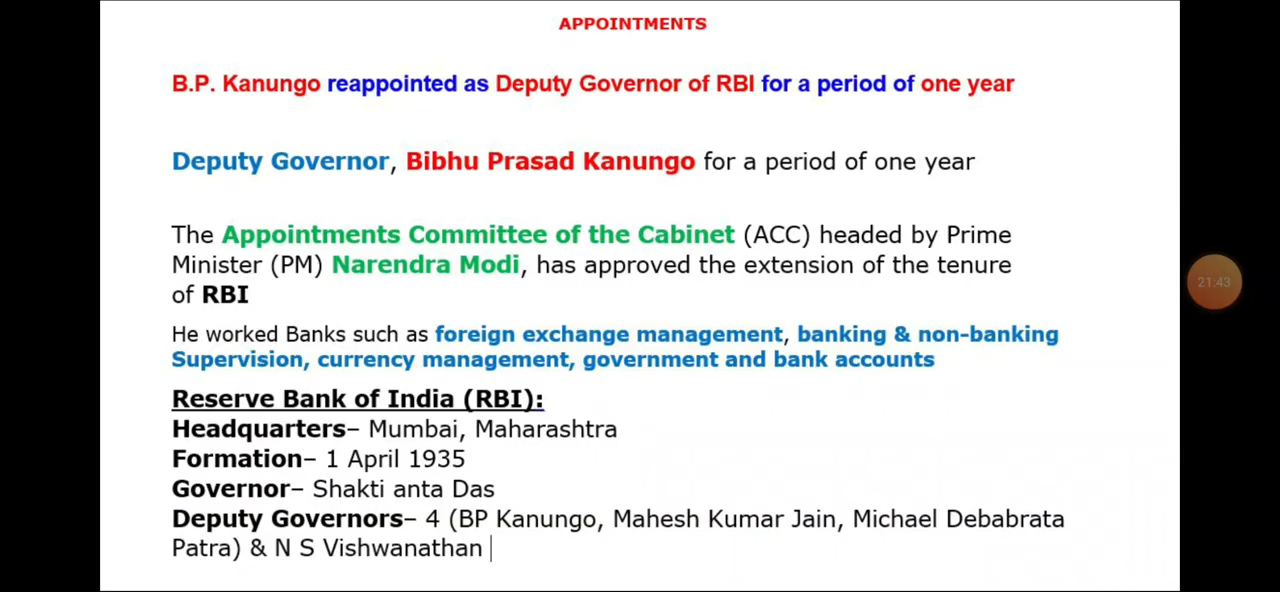 APPOINTMENTS
B.P. Kanungo reappointed as Deputy Governor of RBI for a period of one year
Deputy Governor, Bibhu Prasad Kanungo for a period of one year
The Appointments Committee of the Cabinet (ACC) headed by Prime
Minister (PM) Narendra Modi, has approved the extension of the tenure
of RBI
21:43
He worked Banks such as foreign exchange management, banking & non-banking
Supervision, currency management, government and bank accounts
Reserve Bank of India (RBI):
Headquarters– Mumbai, Maharashtra
Formation– 1 April 1935
Governor– Shakti anta Das
Deputy Governors– 4 (BP Kanungo, Mahesh Kumar Jain, Michael Debabrata
Patra) & N S Vishwanathan